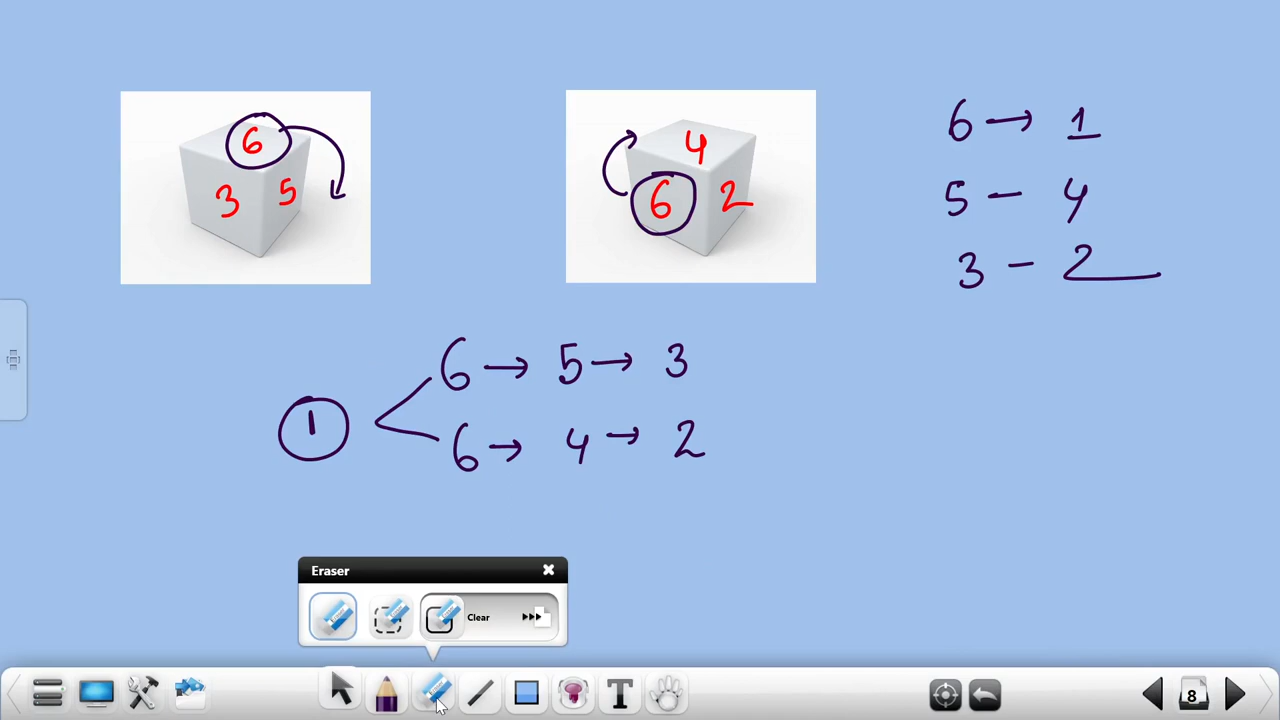 6
3 5
4
6 2
6 → 1
5 - 4
3 - 2
1
6 → 5 → 3
6 → 4 → 2
Eraser
Clear
T
8